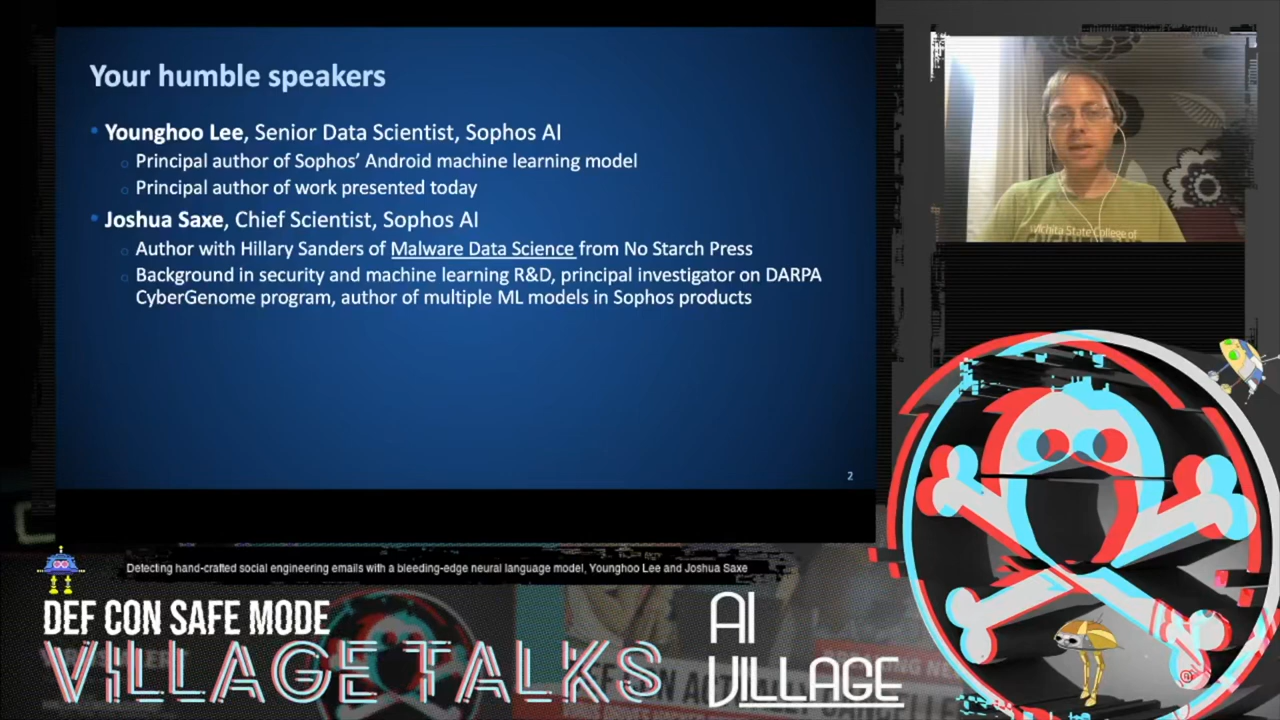 Your humble speakers
• Younghoo Lee, Senior Data Scientist, Sophos AI
○ Principal author of Sophos' Android machine learning model
○ Principal author of work presented today
• Joshua Saxe, Chief Scientist, Sophos AI
○ Author with Hillary Sanders of Malware Data Science from No Starch Press
○ Background in security and machine learning R&D, principal investigator on DARPA
CyberGenome program, author of multiple ML models in Sophos products
2
Wichita State College of
Detecting hand-crafted social engineering emails with a bleeding-edge neural language model, Younghoo Lee and Joshua Saxe
DEF CON SAFE MODE
VILLAGE TALKS
AI
VILLAGE